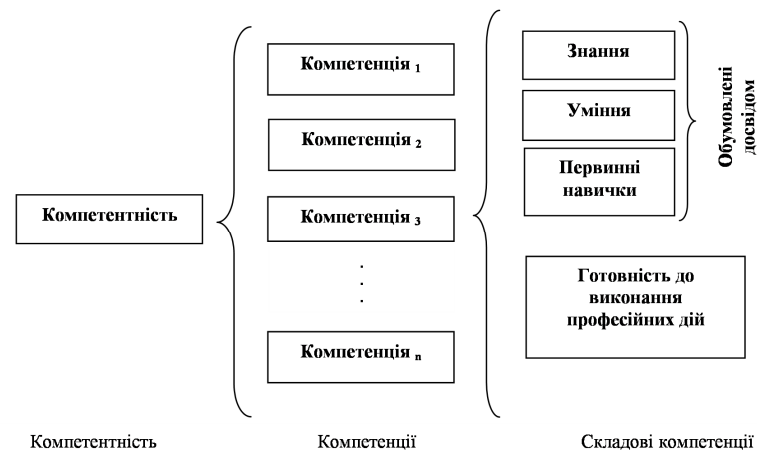 Компетентність
Компетенція 1
Компетенція 2
Компетенція 3
.
.
.
Компетенція n
Знання
Уміння
Первинні
навички
Обумовлені
досвідом
Готовність до
виконання
професійних дій
Компетентність
Компетенції
Складові компетенції